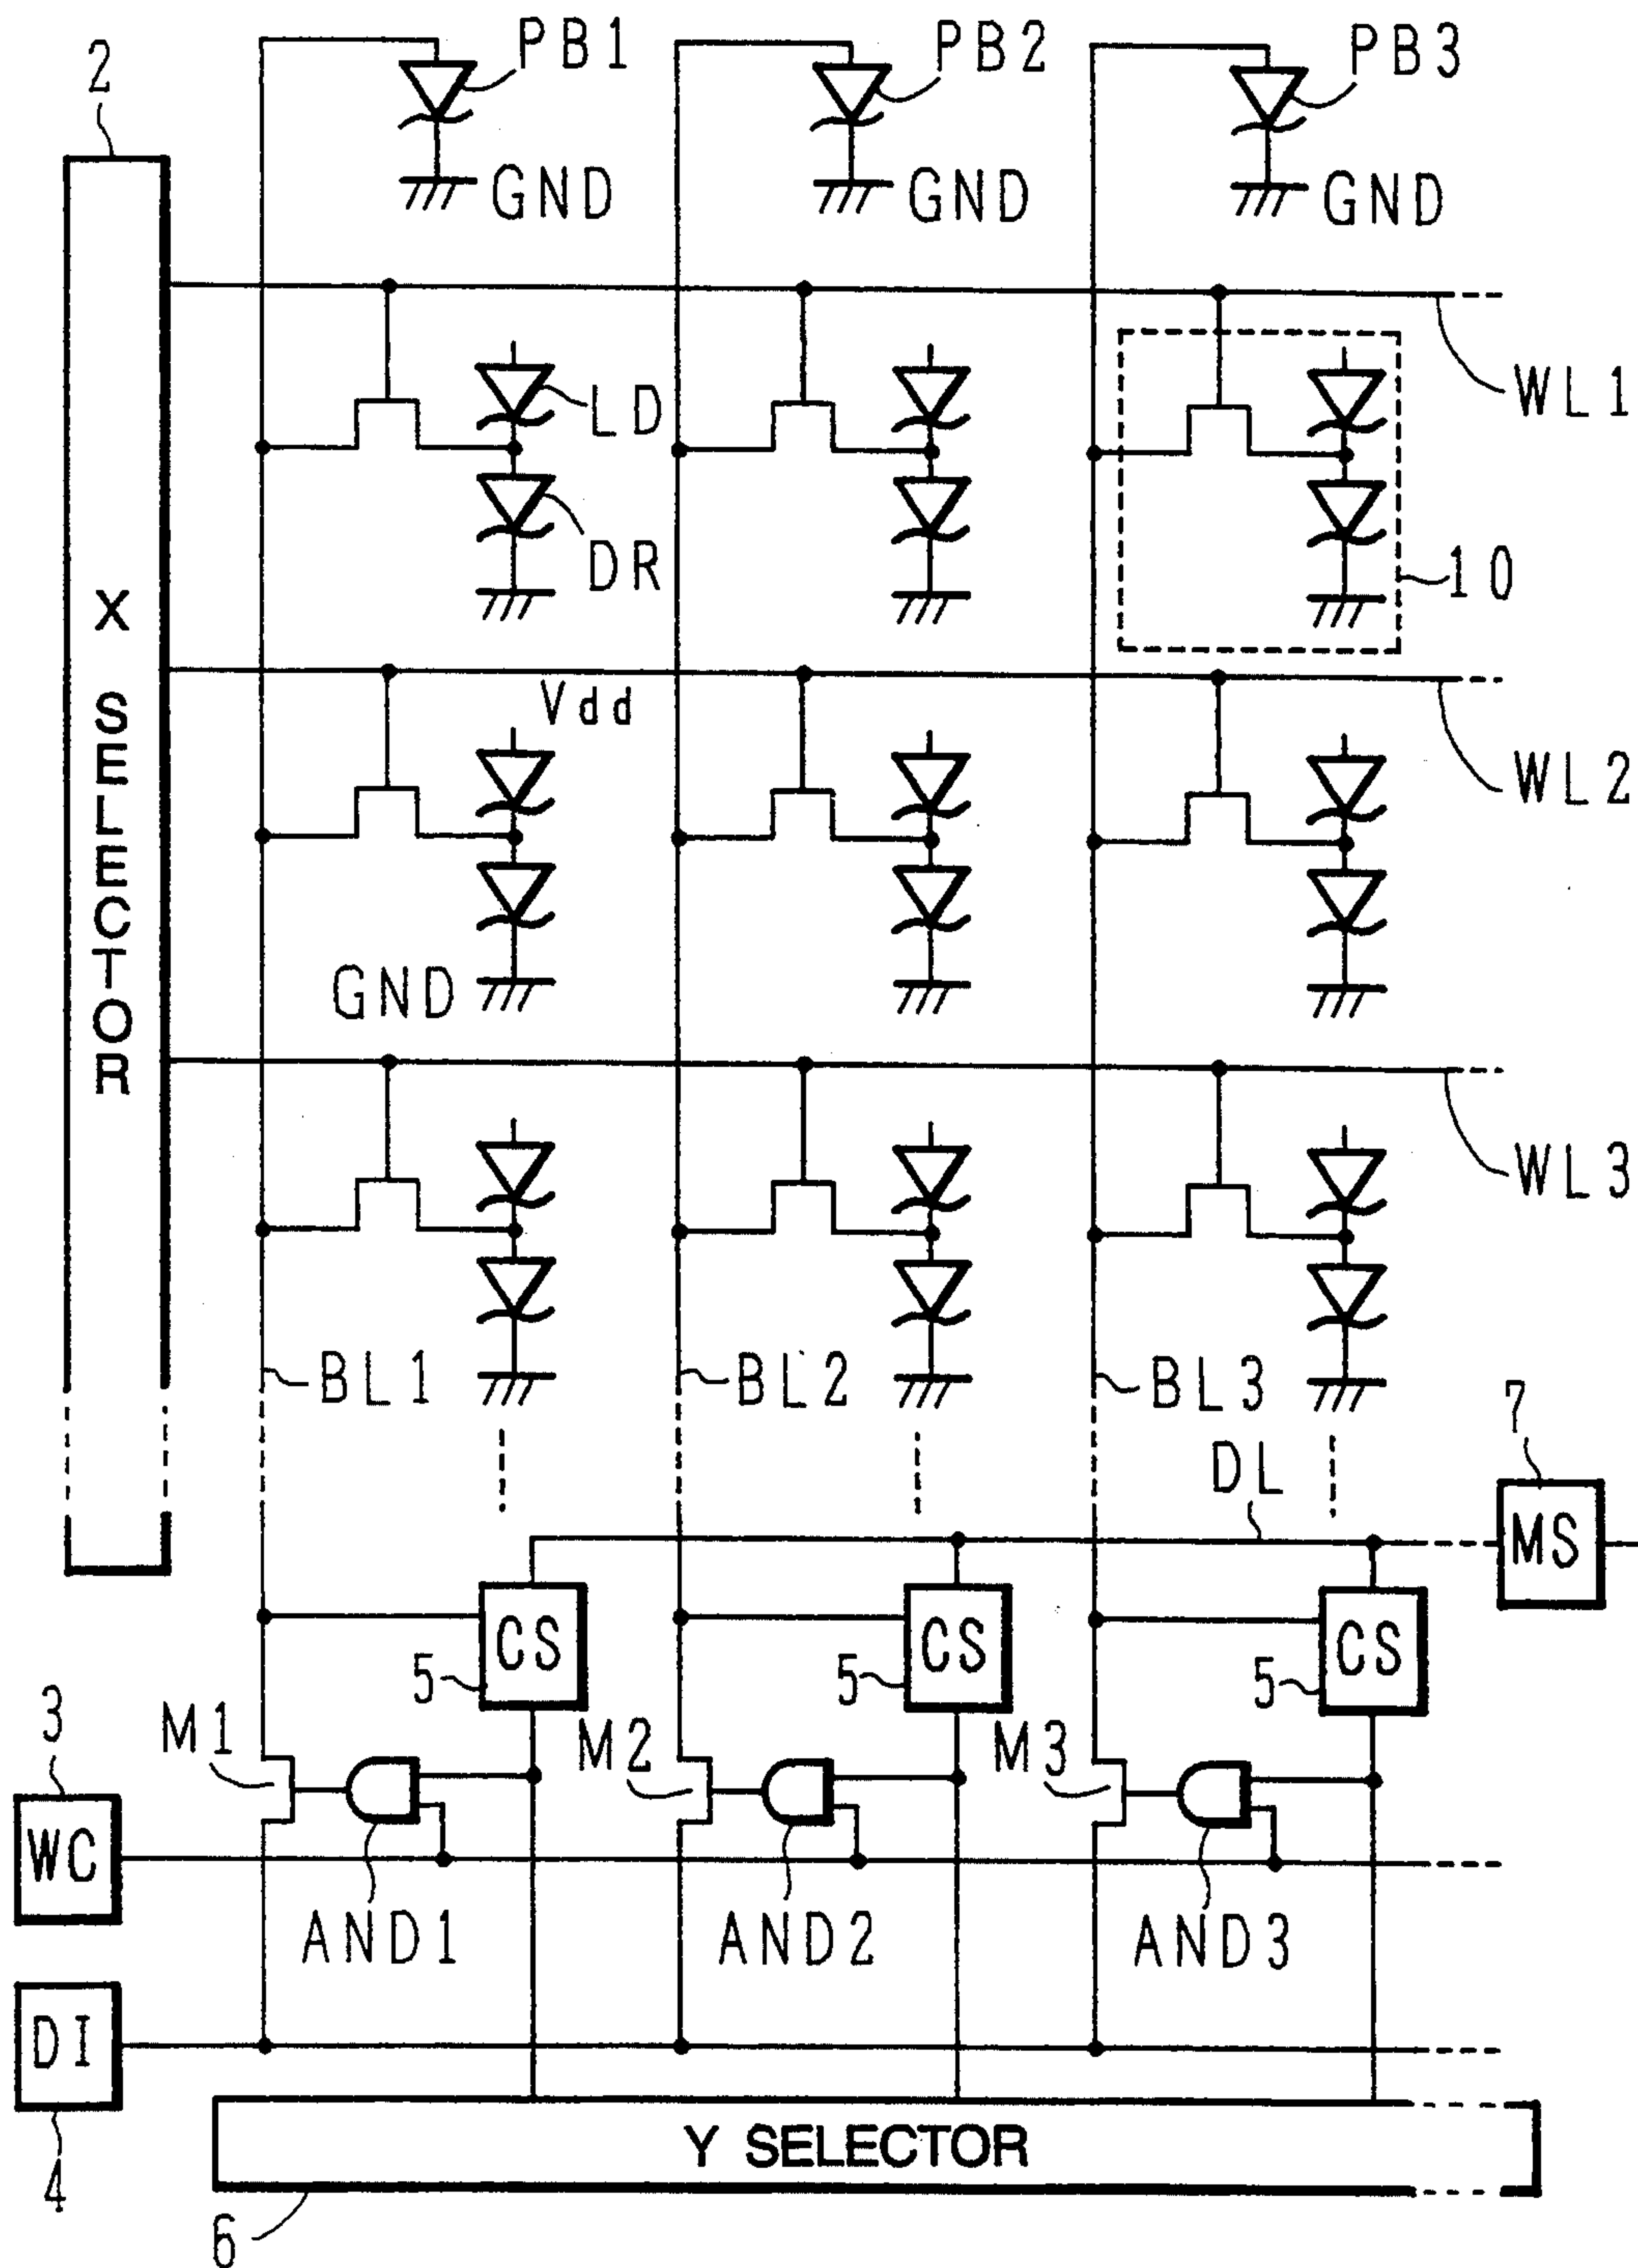 2
PB1
PB2
PB3
GND
GND
GND
LD
WL1
DR
10
X SELECTOR
Vdd
WL2
GND
WL3
BL1
BL2
BL3
7
DL
MS
CS
CS
CS
5
5
5
3
M1
M2
M3
WC
AND1
AND2
AND3
DI
4
Y SELECTOR
6